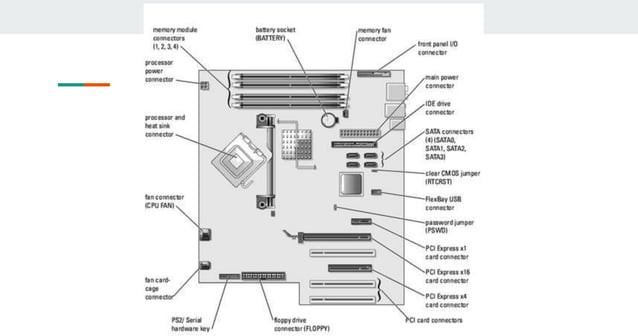 memory module
connectors
(1, 2, 3, 4)
battery socket
(BATTERY)
memory fan
connector
front panel I/O
connector
processor
power
connector
main power
connector
IDE drive
connector
processor and
heat sink
connector
SATA connectors
(4) (SATA0,
SATA1, SATA2,
SATA3)
clear CMOS jumper
(RTCRST)
fan connector
(CPU FAN)
FlexBay USB
connector
password jumper
(PSWD)
PCI Express x1
card connector
PCI Express x16
card connector
fan card-
cage
connector
PCI Express x4
card connector
PS2/ Serial
hardware key
floppy drive
connector (FLOPPY)
PCI card connectors